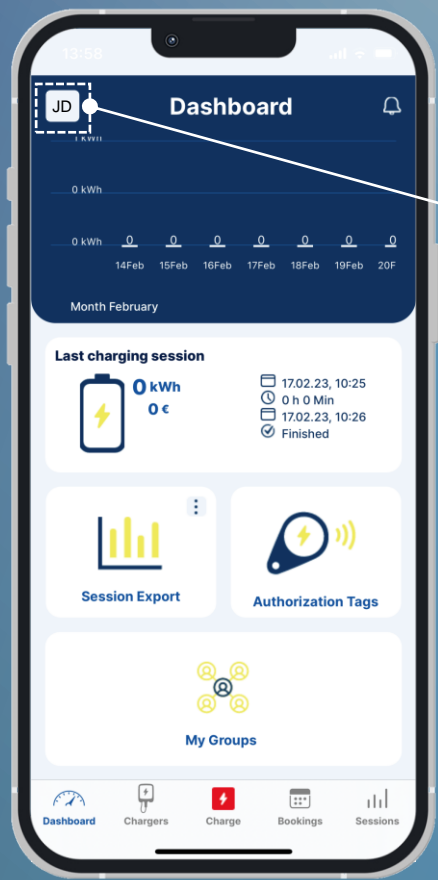 13:58
JD
Dashboard
1 kWh
0 kWh
0 kWh
0 0 0 0 0 0 0
14Feb 15Feb 16Feb 17Feb 18Feb 19Feb 20F
Month February
Last charging session
0 kWh
0 €
17.02.23, 10:25
0 h 0 Min
17.02.23, 10:26
Finished
Session Export
Authorization Tags
My Groups
Dashboard
Chargers
Charge
Bookings
Sessions